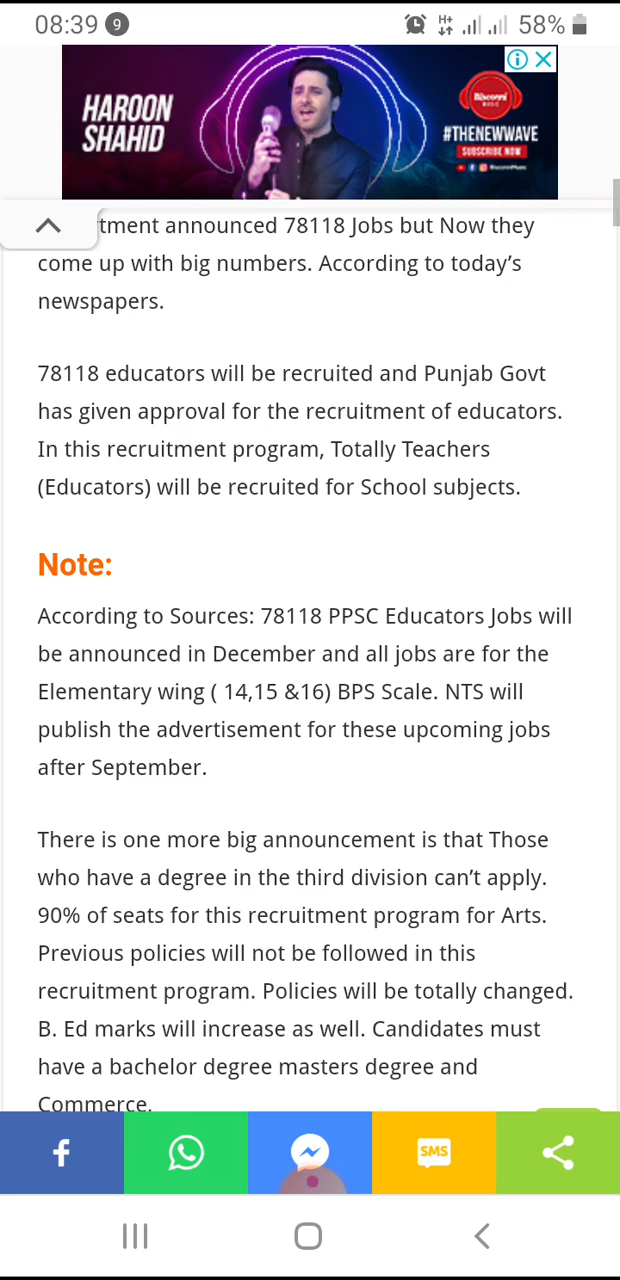 08:39 9 H+ 58%
HAROON
SHAHID
Bisconni
MUSIC
#THENEWWAVE
SUBSCRIBE NOW
BisconniMusic
tment announced 78118 Jobs but Now they
come up with big numbers. According to today’s
newspapers.
78118 educators will be recruited and Punjab Govt
has given approval for the recruitment of educators.
In this recruitment program, Totally Teachers
(Educators) will be recruited for School subjects.
Note:
According to Sources: 78118 PPSC Educators Jobs will
be announced in December and all jobs are for the
Elementary wing ( 14,15 &16) BPS Scale. NTS will
publish the advertisement for these upcoming jobs
after September.
There is one more big announcement is that Those
who have a degree in the third division can’t apply.
90% of seats for this recruitment program for Arts.
Previous policies will not be followed in this
recruitment program. Policies will be totally changed.
B. Ed marks will increase as well. Candidates must
have a bachelor degree masters degree and
Commerce.
SMS